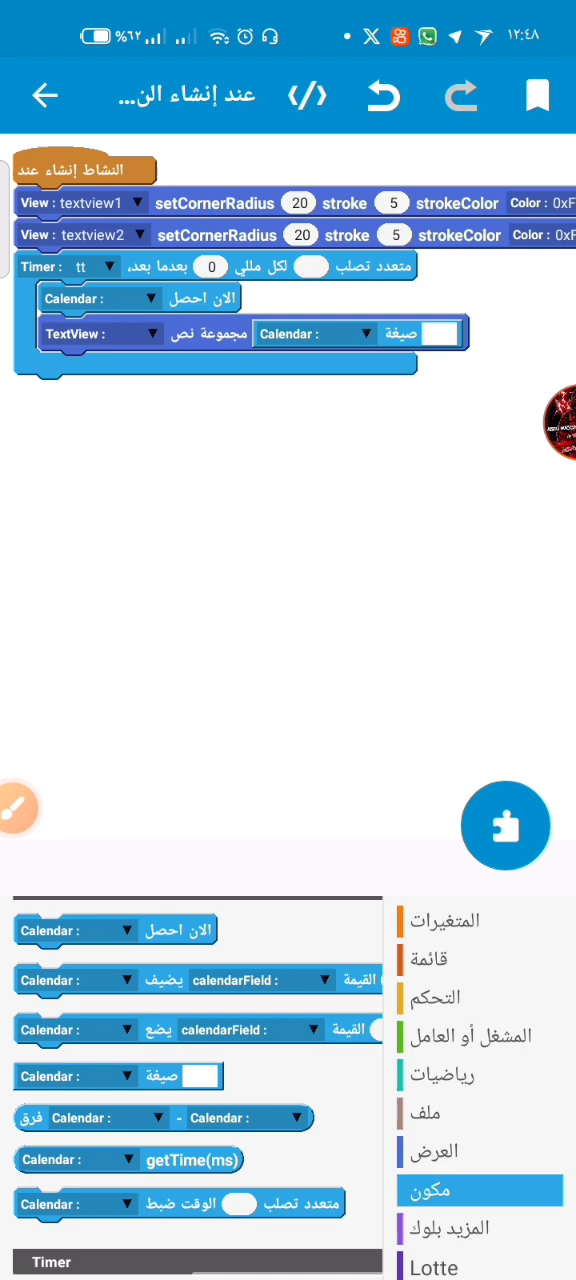 %٦٢ ١٢:٤٨
عند إنشاء الن...
النشاط إنشاء عند
View : textview1 setCornerRadius 20 stroke 5 strokeColor Color : 0xF
View : textview2 setCornerRadius 20 stroke 5 strokeColor Color : 0xF
Timer : tt بعدما بعد، 0 لكل مللي متعدد تصلب
Calendar : الان احصل
TextView : مجموعة نص Calendar : صيغة
Calendar : الان احصل
Calendar : يضيف calendarField : القيمة
Calendar : يضع calendarField : القيمة
Calendar : صيغة
فرق Calendar : - Calendar :
Calendar : getTime(ms)
Calendar : الوقت ضبط متعدد تصلب
Timer
المتغيرات
قائمة
التحكم
المشغل أو العامل
رياضيات
ملف
العرض
مكون
المزيد بلوك
Lotte